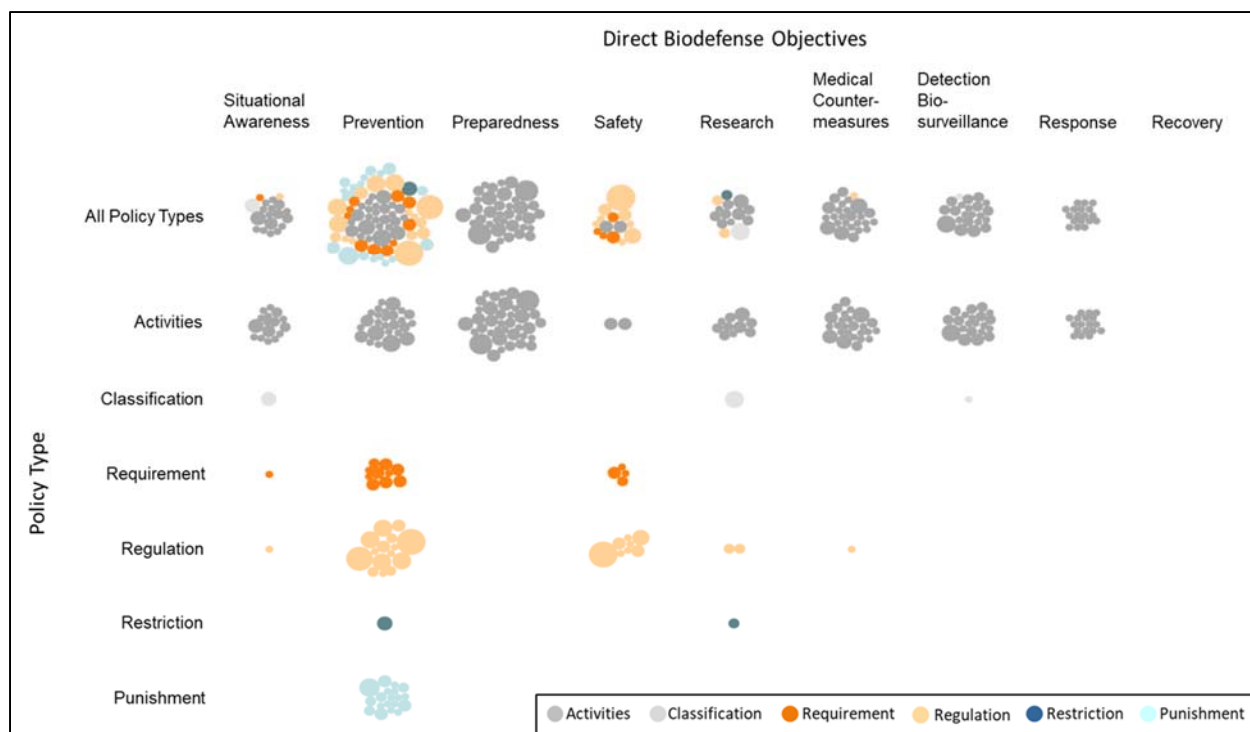 Direct Biodefense Objectives
Situational
Awareness
Prevention
Preparedness
Safety
Research
Medical
Counter-
measures
Detection
Bio-
surveillance
Response
Recovery
All Policy Types
Activities
Classification
Requirement
Regulation
Restriction
Punishment
Policy Type
Activities Classification Requirement Regulation Restriction Punishment